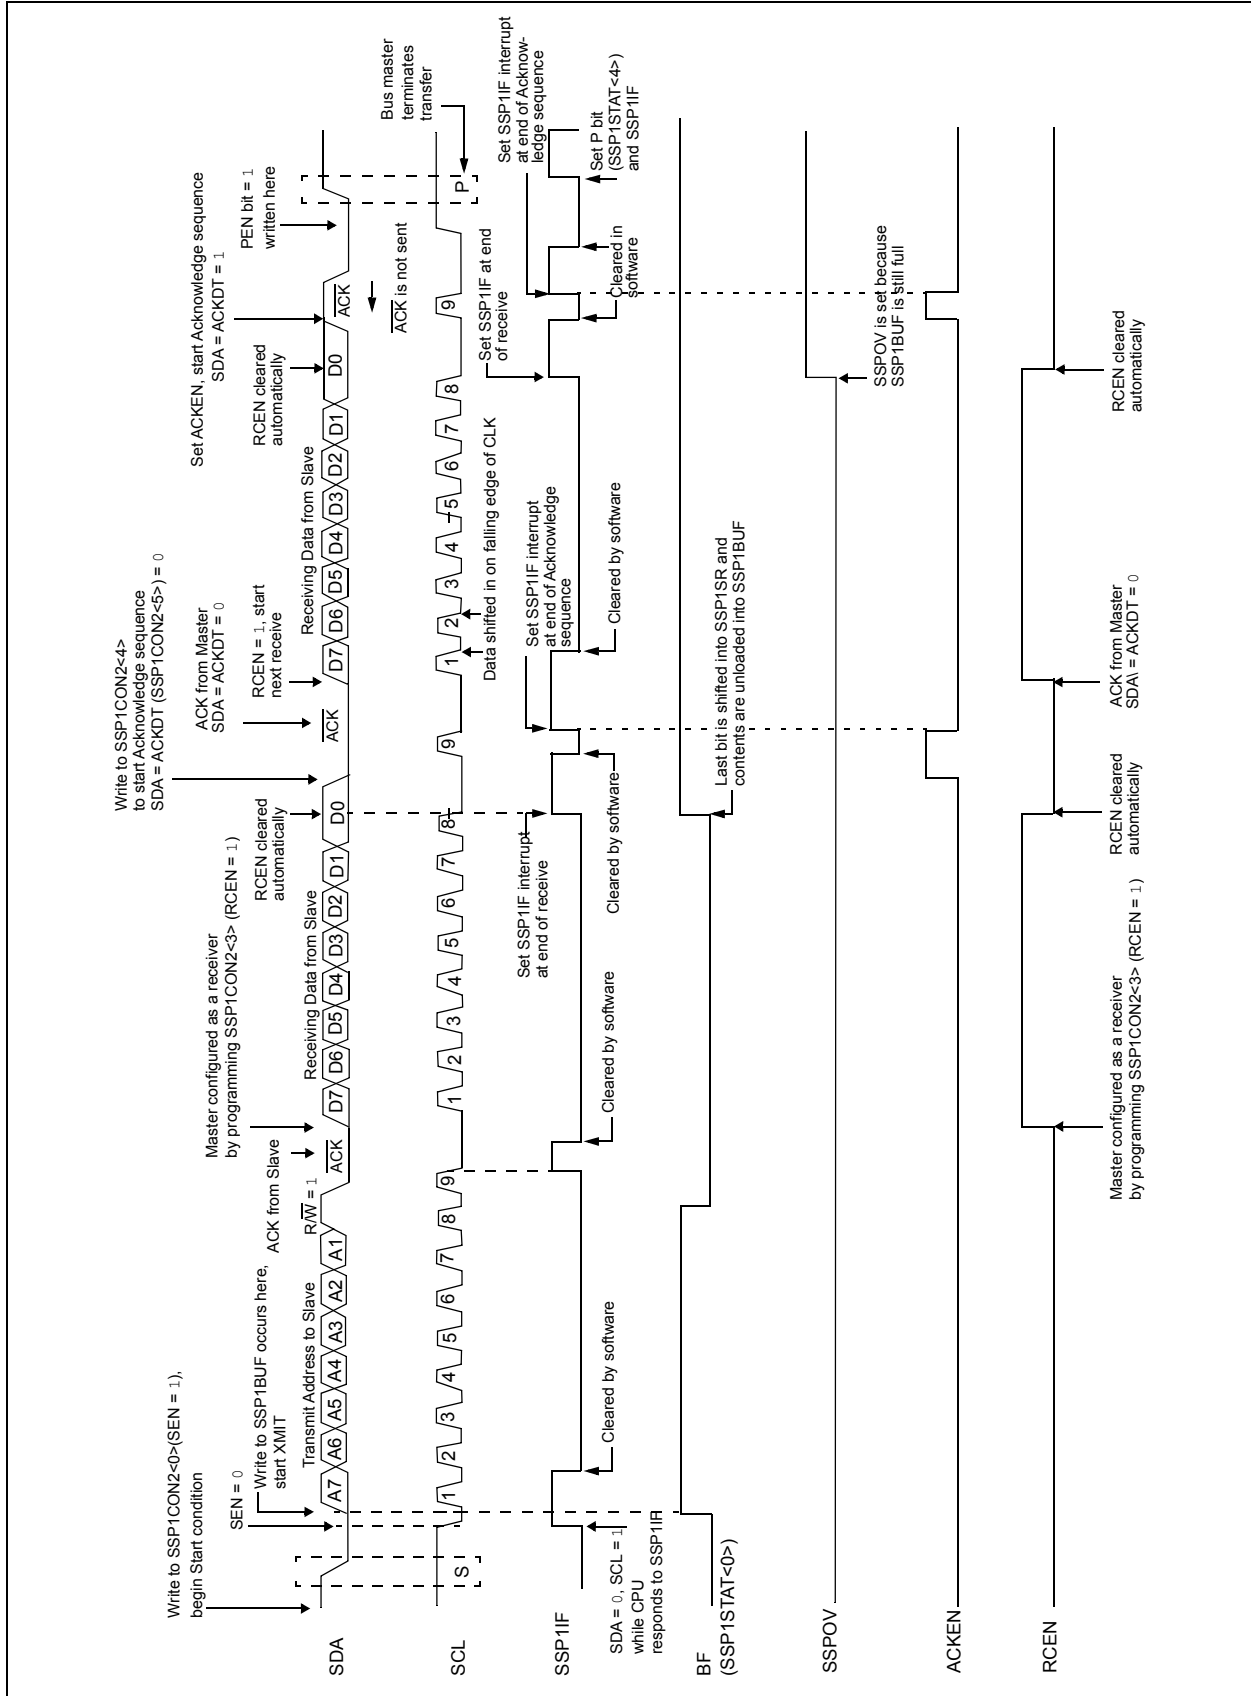 Write to SSP1CON2<0>(SEN = 1),
begin Start condition
SEN = 0
Write to SSP1BUF occurs here,
start XMIT
ACK from Slave
Master configured as a receiver
by programming SSP1CON2<3> (RCEN = 1)
RCEN cleared
automatically
Write to SSP1CON2<4>
to start Acknowledge sequence
SDA = ACKDT (SSP1CON2<5>) = 0
ACK from Master
SDA = ACKDT = 0
RCEN = 1, start
next receive
RCEN cleared
automatically
Set ACKEN, start Acknowledge sequence
SDA = ACKDT = 1
PEN bit = 1
written here
Transmit Address to Slave
R/W = 1
Receiving Data from Slave
Receiving Data from Slave
SDA
A7 A6 A5 A4 A3 A2 A1 ACK D7 D6 D5 D4 D3 D2 D1 D0 ACK D7 D6 D5 D4 D3 D2 D1 D0 ACK
ACK is not sent
Bus master
terminates
transfer
SCL
S 1 2 3 4 5 6 7 8 9 1 2 3 4 5 6 7 8 9 1 2 3 4 5 6 7 8 9 P
Data shifted in on falling edge of CLK
Set SSP1IF interrupt
at end of receive
Set SSP1IF interrupt
at end of Acknowledge
sequence
Set SSP1IF at end
of receive
Set SSP1IF interrupt
at end of Acknow-
ledge sequence
SSP1IF
SDA = 0, SCL = 1
while CPU
responds to SSP1IF
Cleared by software
Cleared by software
Cleared by software
Cleared by software
Cleared in
software
Set P bit
(SSP1STAT<4>)
and SSP1IF
BF
(SSP1STAT<0>)
Last bit is shifted into SSP1SR and
contents are unloaded into SSP1BUF
SSPOV
SSPOV is set because
SSP1BUF is still full
ACKEN
RCEN
Master configured as a receiver
by programming SSP1CON2<3> (RCEN = 1)
RCEN cleared
automatically
ACK from Master
SDA\ = ACKDT = 0
RCEN cleared
automatically